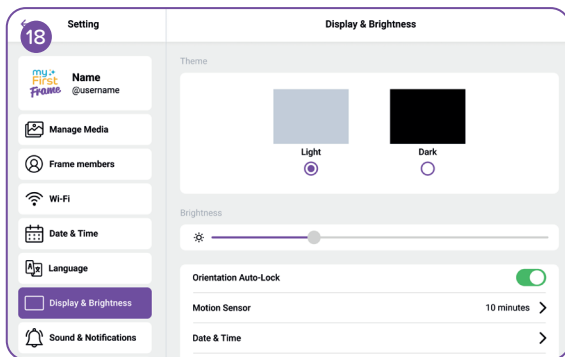 18
Setting
Display & Brightness
my
First
Frame
Name
@username
Manage Media
Frame members
Wi-Fi
Date & Time
Language
Display & Brightness
Sound & Notifications
Theme
Light
Dark
Brightness
Orientation Auto-Lock
Motion Sensor 10 minutes
Date & Time